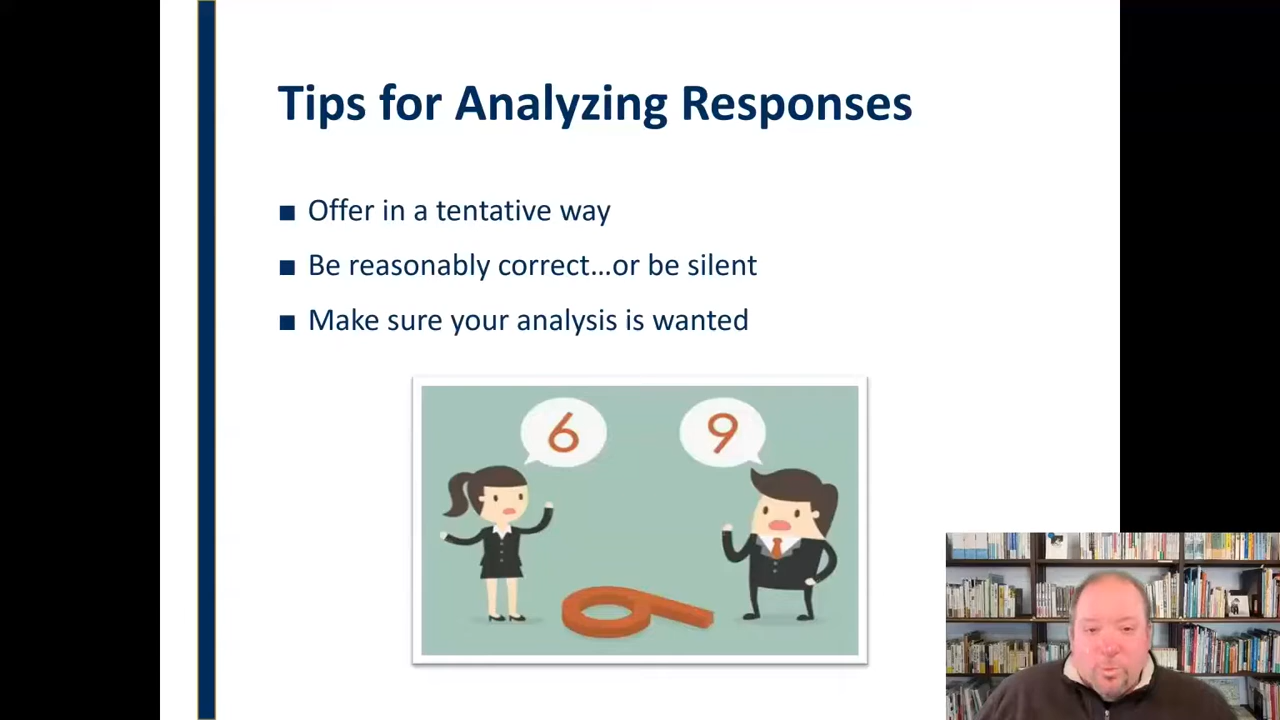 Tips for Analyzing Responses
■ Offer in a tentative way
■ Be reasonably correct...or be silent
■ Make sure your analysis is wanted
6
9